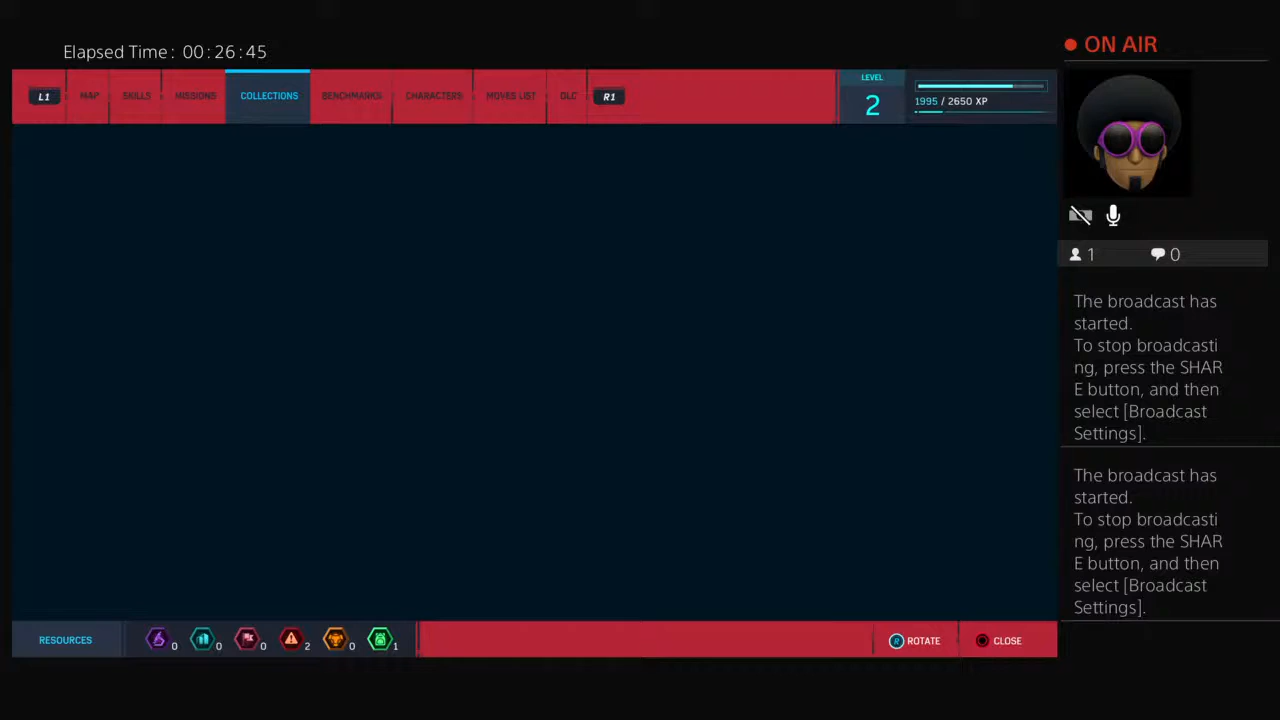 Elapsed Time: 00:26:45
ON AIR
L1 MAP SKILLS MISSIONS COLLECTIONS BENCHMARKS CHARACTERS MOVES LIST DLC R1
LEVEL
2
1995 / 2650 XP
1 0
The broadcast has
started.
To stop broadcasti
ng, press the SHAR
E button, and then
select [Broadcast
Settings].
The broadcast has
started.
To stop broadcasti
ng, press the SHAR
E button, and then
select [Broadcast
Settings].
RESOURCES 0 0 0 2 0 1 R ROTATE CLOSE